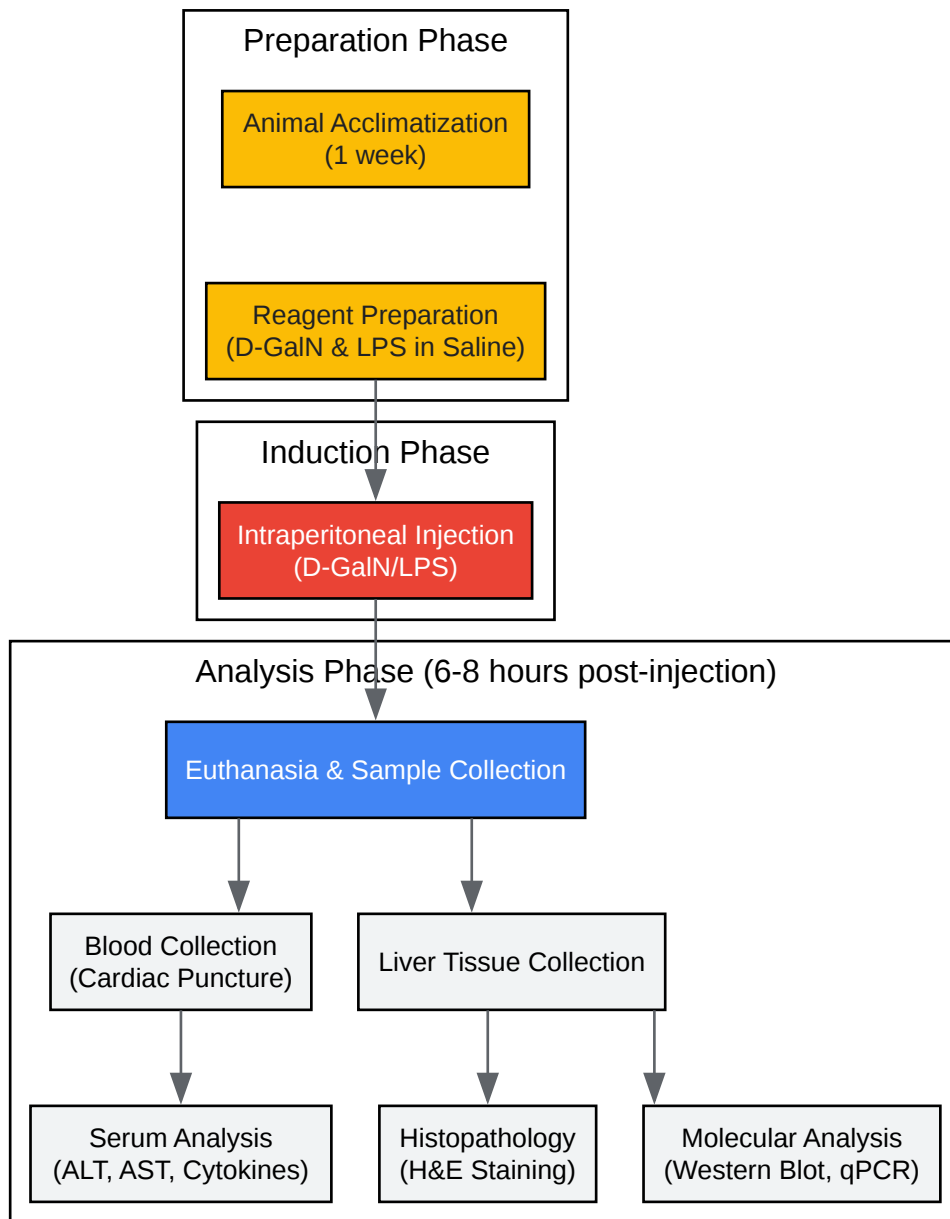 Preparation Phase
Animal Acclimatization
(1 week)
Reagent Preparation
(D-GalN & LPS in Saline)
Induction Phase
Intraperitoneal Injection
(D-GalN/LPS)
Analysis Phase (6-8 hours post-injection)
Euthanasia & Sample Collection
Blood Collection
(Cardiac Puncture)
Liver Tissue Collection
Serum Analysis
(ALT, AST, Cytokines)
Histopathology
(H&E Staining)
Molecular Analysis
(Western Blot, qPCR)